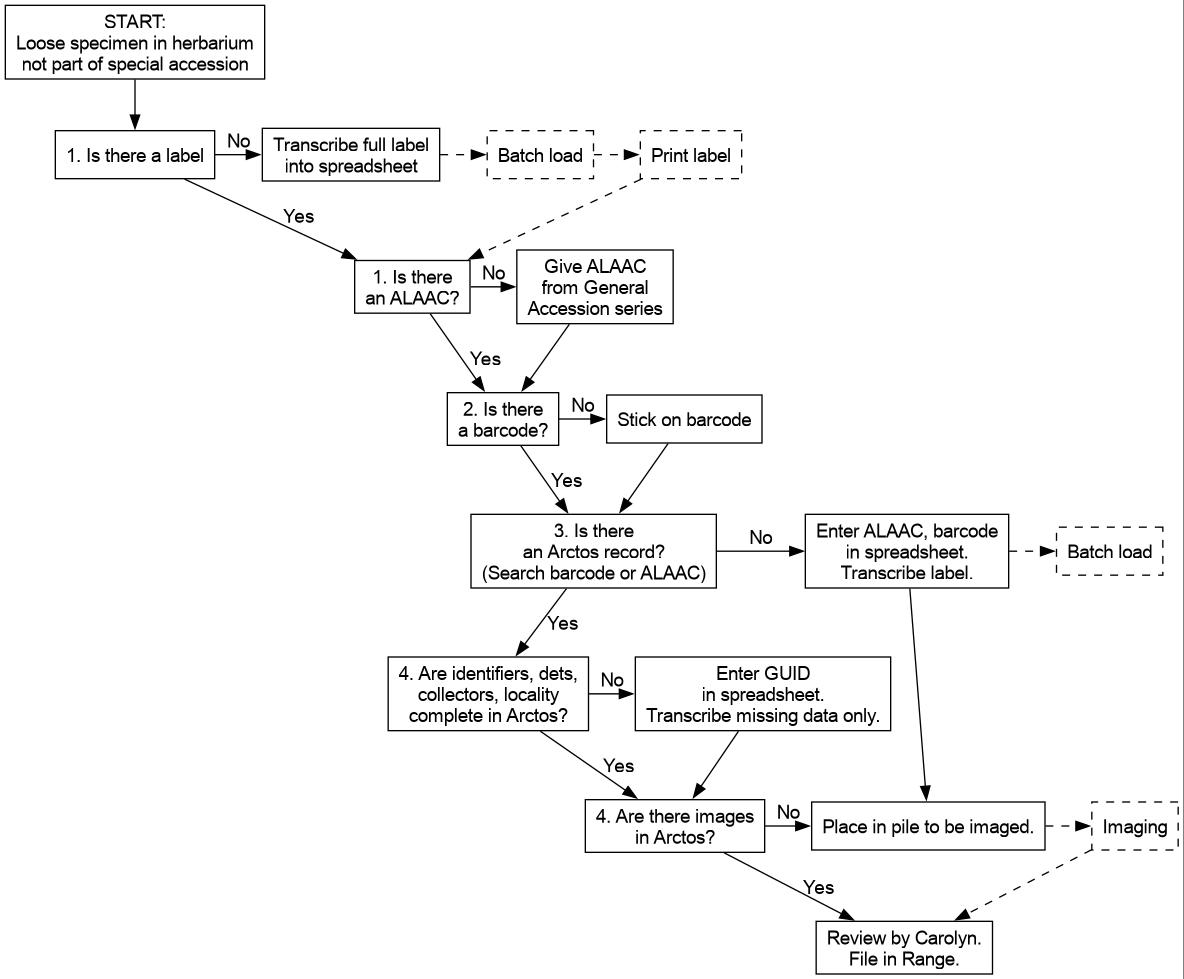 START:
Loose specimen in herbarium
not part of special accession
1. Is there a label
No
Transcribe full label
into spreadsheet
Batch load
Print label
Yes
1. Is there
an ALAAC?
No
Give ALAAC
from General
Accession series
Yes
2. Is there
a barcode?
No
Stick on barcode
Yes
3. Is there
an Arctos record?
(Search barcode or ALAAC)
No
Enter ALAAC, barcode
in spreadsheet.
Transcribe label.
Batch load
Yes
4. Are identifiers, dets,
collectors, locality
complete in Arctos?
No
Enter GUID
in spreadsheet.
Transcribe missing data only.
Yes
4. Are there images
in Arctos?
No
Place in pile to be imaged.
Imaging
Yes
Review by Carolyn.
File in Range.